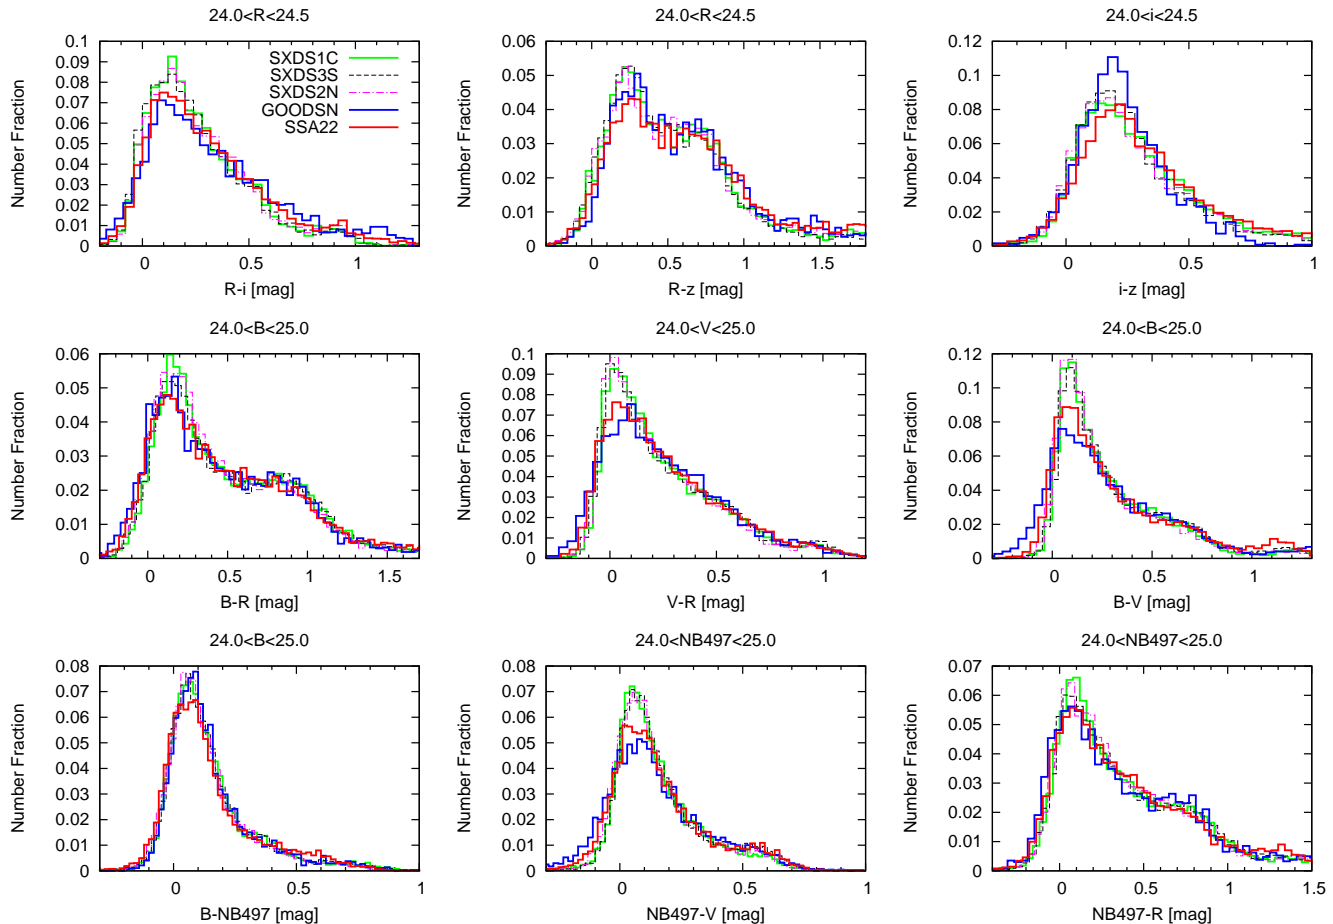 24.0<R<24.5
24.0<R<24.5
24.0<i<24.5
Number Fraction
0.1
0.09
0.08
0.07
0.06
0.05
0.04
0.03
0.02
0.01
0
SXDS1C
SXDS3S
SXDS2N
GOODSN
SSA22
0 0.5 1
R-i [mag]
Number Fraction
0.06
0.05
0.04
0.03
0.02
0.01
0
0 0.5 1 1.5
R-z [mag]
Number Fraction
0.12
0.10
0.08
0.06
0.04
0.02
0
0 0.5 1
i-z [mag]
24.0<B<25.0
24.0<V<25.0
24.0<B<25.0
Number Fraction
0.06
0.05
0.04
0.03
0.02
0.01
0
0 0.5 1 1.5
B-R [mag]
Number Fraction
0.1
0.09
0.08
0.07
0.06
0.05
0.04
0.03
0.02
0.01
0
0 0.5 1
V-R [mag]
Number Fraction
0.12
0.10
0.08
0.06
0.04
0.02
0
0 0.5 1
B-V [mag]
24.0<B<25.0
24.0<NB497<25.0
24.0<NB497<25.0
Number Fraction
0.08
0.07
0.06
0.05
0.04
0.03
0.02
0.01
0
0 0.5 1
B-NB497 [mag]
Number Fraction
0.08
0.07
0.06
0.05
0.04
0.03
0.02
0.01
0
0 0.5 1
NB497-V [mag]
Number Fraction
0.07
0.06
0.05
0.04
0.03
0.02
0.01
0
0 0.5 1 1.5
NB497-R [mag]